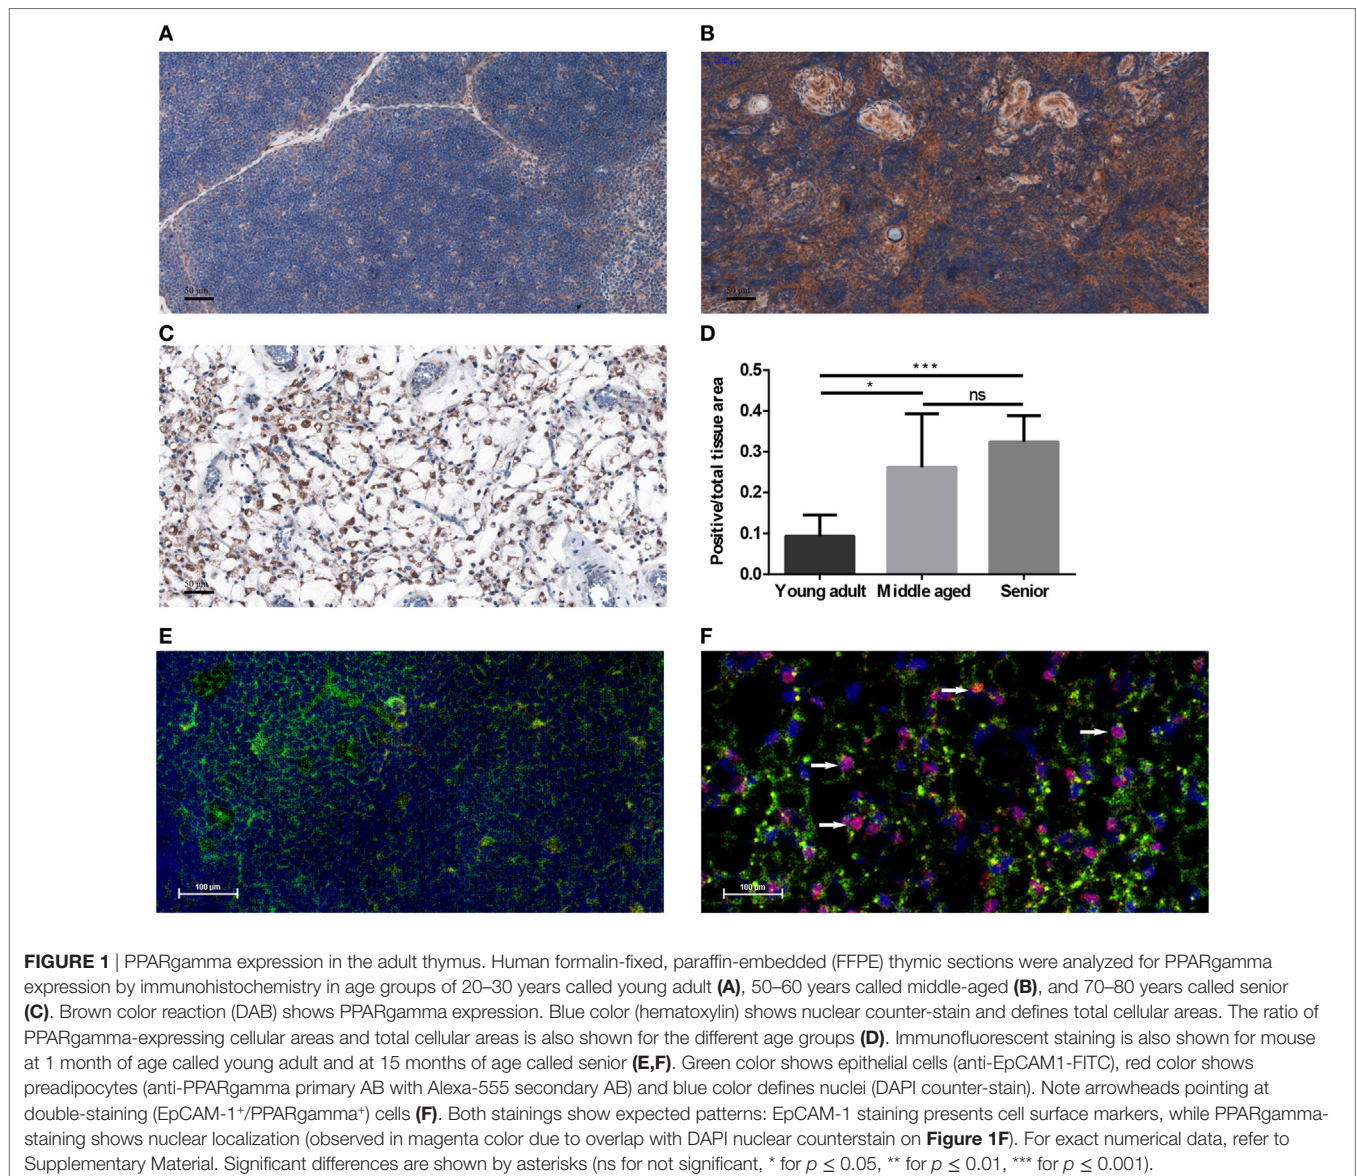 A
B
50 µm
50 µm
C
D
50 µm
Positive/total tissue area
0.5
0.4
0.3
0.2
0.1
0.0
***
*
ns
Young adult Middle aged Senior
E
F
100 µm
100 µm
FIGURE 1 | PPARgamma expression in the adult thymus. Human formalin-fixed, paraffin-embedded (FFPE) thymic sections were analyzed for PPARgamma
expression by immunohistochemistry in age groups of 20–30 years called young adult (A), 50–60 years called middle-aged (B), and 70–80 years called senior
(C). Brown color reaction (DAB) shows PPARgamma expression. Blue color (hematoxylin) shows nuclear counter-stain and defines total cellular areas. The ratio of
PPARgamma-expressing cellular areas and total cellular areas is also shown for the different age groups (D). Immunofluorescent staining is also shown for mouse
at 1 month of age called young adult and at 15 months of age called senior (E,F). Green color shows epithelial cells (anti-EpCAM1-FITC), red color shows
preadipocytes (anti-PPARgamma primary AB with Alexa-555 secondary AB) and blue color defines nuclei (DAPI counter-stain). Note arrowheads pointing at
double-staining (EpCAM-1⁺/PPARgamma⁺) cells (F). Both stainings show expected patterns: EpCAM-1 staining presents cell surface markers, while PPARgamma-
staining shows nuclear localization (observed in magenta color due to overlap with DAPI nuclear counterstain on Figure 1F). For exact numerical data, refer to
Supplementary Material. Significant differences are shown by asterisks (ns for not significant, * for p ≤ 0.05, ** for p ≤ 0.01, *** for p ≤ 0.001).